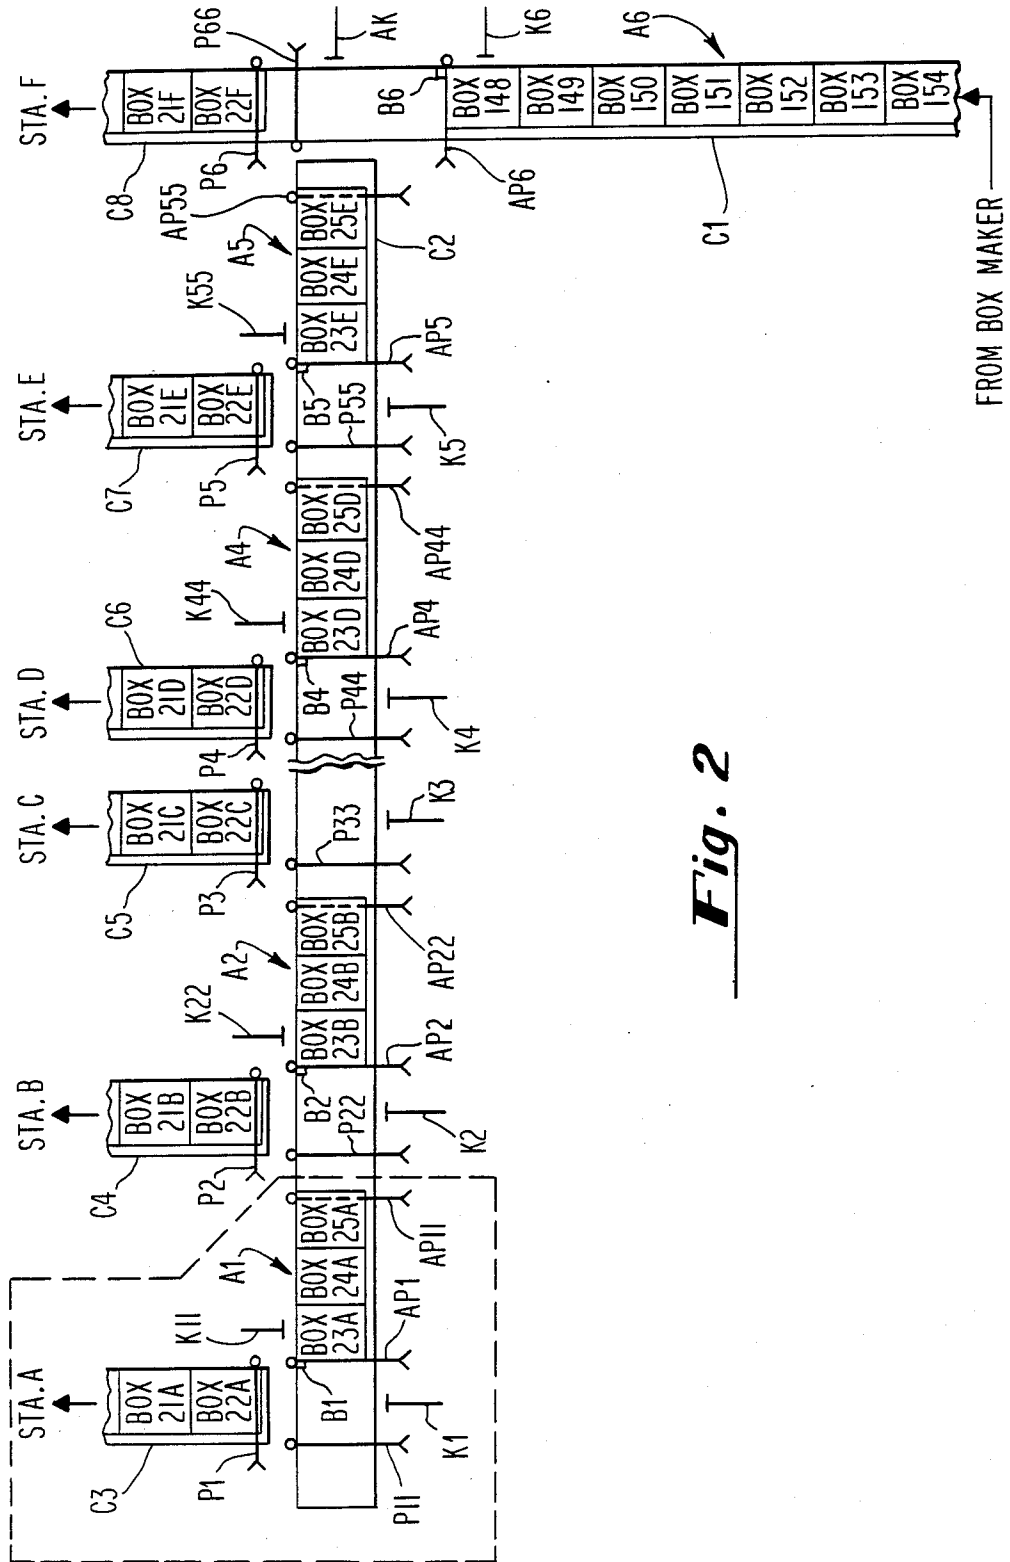 STA. A
STA. B
STA. C
STA. D
STA. E
STA. F
C3
BOX 21A
BOX 22A
P1
C4
BOX 21B
BOX 22B
P2
C5
BOX 21C
BOX 22C
P3
C6
BOX 21D
BOX 22D
P4
C7
BOX 21E
BOX 22E
P5
C8
BOX 21F
BOX 22F
P6
P66
K11
A1
K22
A2
K44
A4
K55
A5
AP55
AK
B1
BOX 23A
BOX 24A
BOX 25A
B2
P22
BOX 23B
BOX 24B
BOX 25B
P33
B4
P44
BOX 23D
BOX 24D
BOX 25D
B5
P55
BOX 23E
BOX 24E
BOX 25E
B6
P11
K1
AP1
AP11
K2
AP2
AP22
K3
K4
AP4
AP44
K5
AP5
C2
AP6
K6
BOX 148
BOX 149
BOX 150
BOX 151
BOX 152
BOX 153
BOX 154
A6
C1
FROM BOX MAKER
Fig. 2